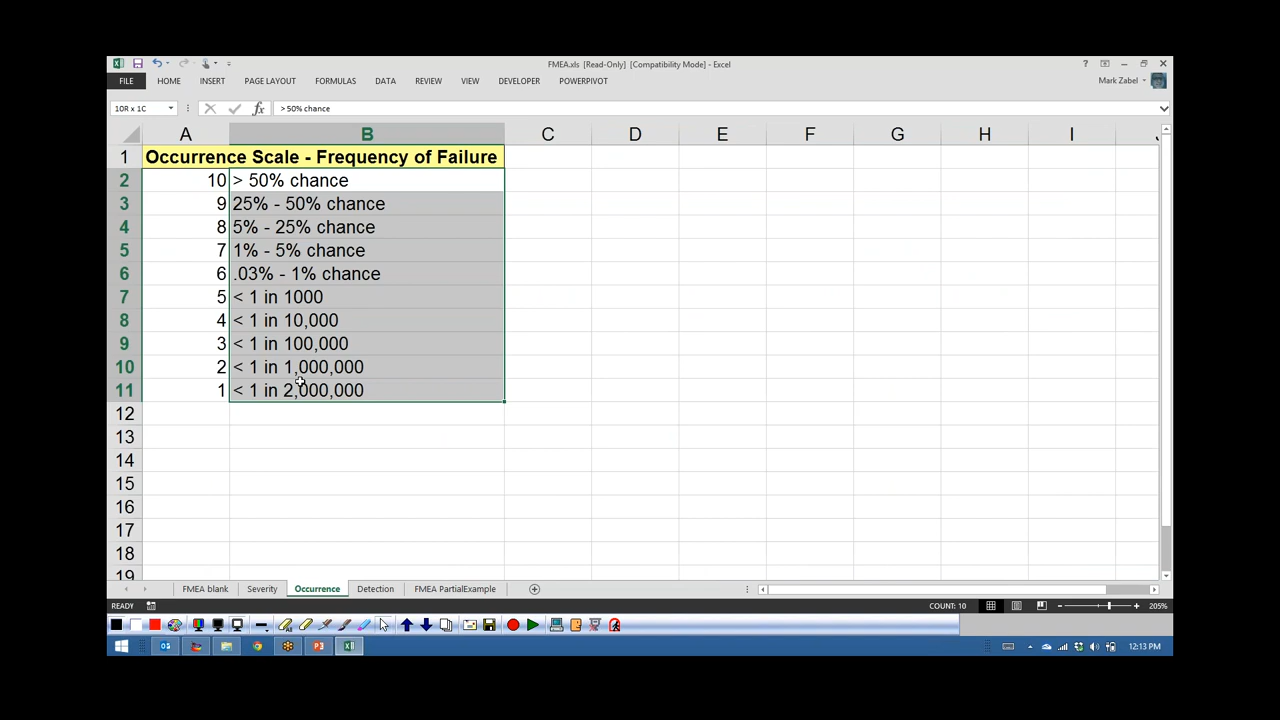 FMEA.xls [Read-Only] [Compatibility Mode] - Excel
FILE HOME INSERT PAGE LAYOUT FORMULAS DATA REVIEW VIEW DEVELOPER POWERPIVOT
Mark Zabel
10R x 1C fx > 50% chance
A B C D E F G H I
1 Occurrence Scale - Frequency of Failure
2 10 > 50% chance
3 9 25% - 50% chance
4 8 5% - 25% chance
5 7 1% - 5% chance
6 6 .03% - 1% chance
7 5 < 1 in 1000
8 4 < 1 in 10,000
9 3 < 1 in 100,000
10 2 < 1 in 1,000,000
11 1 < 1 in 2,000,000
12
13
14
15
16
17
18
19
FMEA blank Severity Occurrence Detection FMEA PartialExample
READY COUNT: 10 205%
12:13 PM